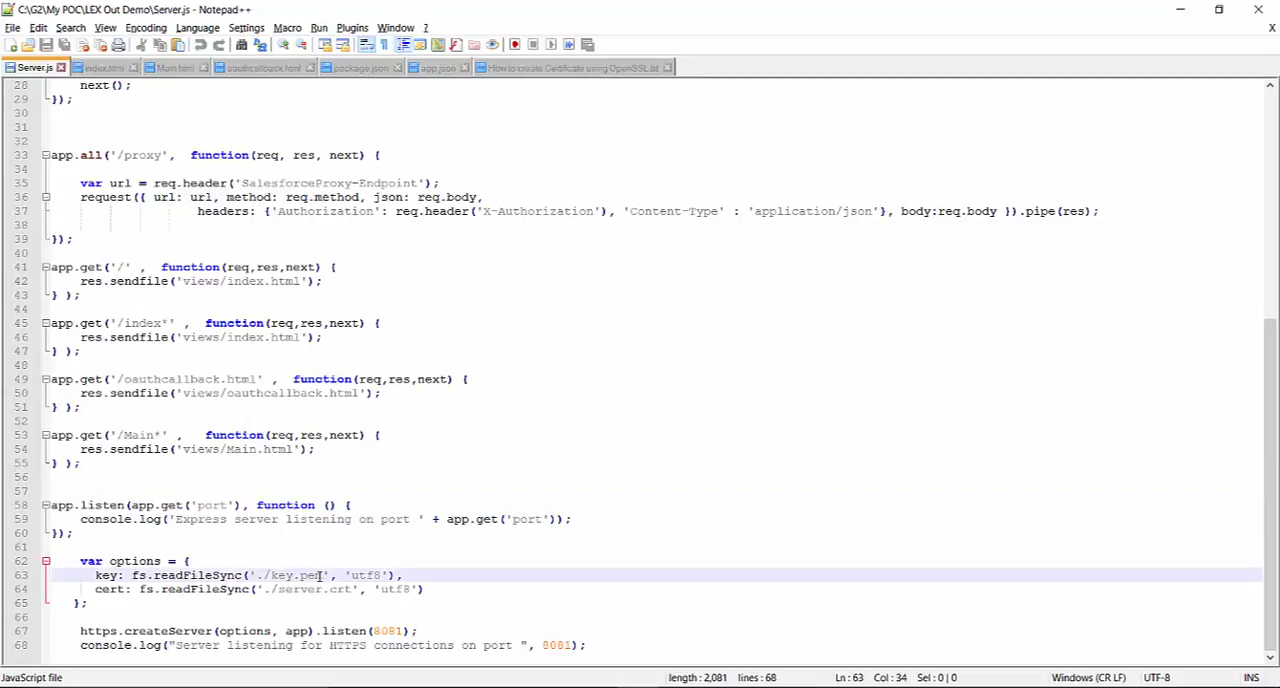 C:\G2\My POC\LEX Out Demo\Server.js - Notepad++
File Edit Search View Encoding Language Settings Macro Run Plugins Window ? X
Server.js index.html Main.html oauthcallback.html package.json app.json How to create Certificate using OpenSSL.txt
28 next();
29 });
30
31
32
33 app.all('/proxy', function(req, res, next) {
34
35 var url = req.header('SalesforceProxy-Endpoint');
36 request({ url: url, method: req.method, json: req.body,
37 headers: {'Authorization': req.header('X-Authorization'), 'Content-Type' : 'application/json'}, body:req.body }).pipe(res);
38
39 });
40
41 app.get('/' , function(req,res,next) {
42 res.sendfile('views/index.html');
43 } );
44
45 app.get('/index*' , function(req,res,next) {
46 res.sendfile('views/index.html');
47 } );
48
49 app.get('/oauthcallback.html' , function(req,res,next) {
50 res.sendfile('views/oauthcallback.html');
51 } );
52
53 app.get('/Main*' , function(req,res,next) {
54 res.sendfile('views/Main.html');
55 } );
56
57
58 app.listen(app.get('port'), function () {
59 console.log('Express server listening on port ' + app.get('port'));
60 });
61
62 var options = {
63 key: fs.readFileSync('./key.pem', 'utf8'),
64 cert: fs.readFileSync('./server.crt', 'utf8')
65 };
66
67 https.createServer(options, app).listen(8081);
68 console.log("Server listening for HTTPS connections on port ", 8081);
JavaScript file length : 2,081 lines : 68 Ln : 63 Col : 34 Sel : 0 | 0 Windows (CR LF) UTF-8 INS